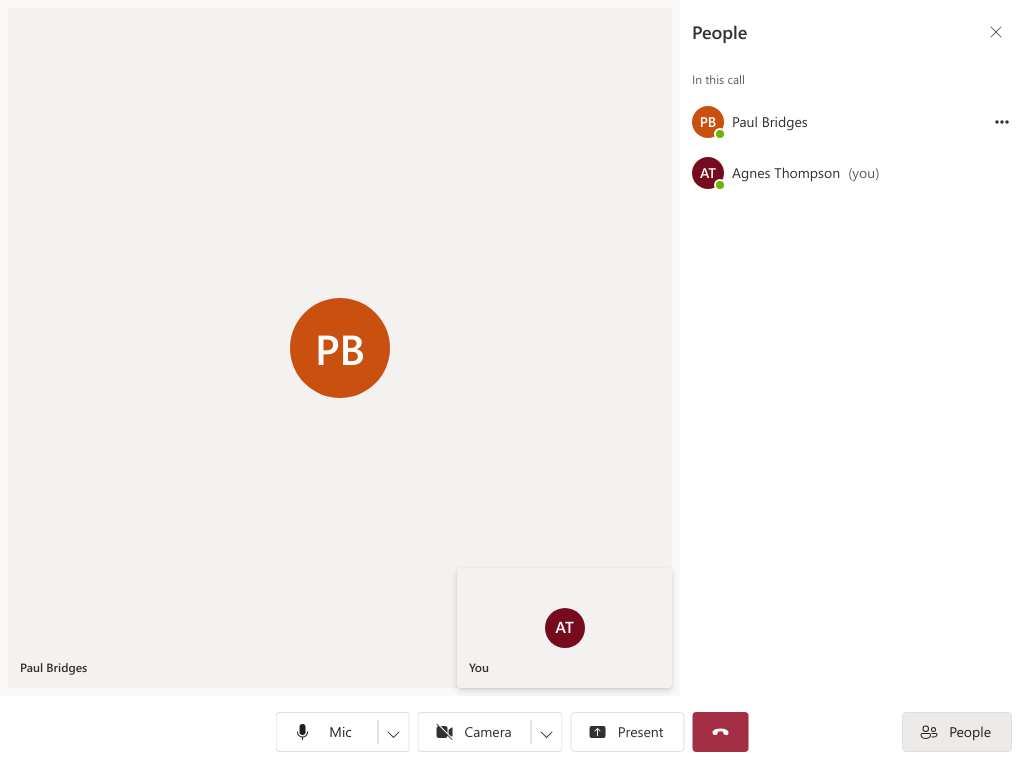 People
In this call
PB Paul Bridges
AT Agnes Thompson (you)
PB
AT
Paul Bridges
You
Mic
Camera
Present
People